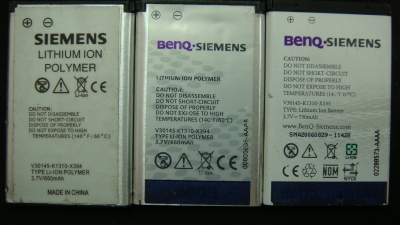 SIEMENS
LITHIUM ION
POLYMER
Li-Ion
CAUTION:
DO NOT DISASSEMBLE
DO NOT SHORT-CIRCUIT
DO NOT EXPOSE TO HIGH
TEMPERATURES (140°F/60°C)
DISPOSE OF PROPERLY
V30145-K1310-X394
TYPE LI-ION POLYMER
3.7V/660mAh
MADE IN CHINA
BenQ-SIEMENS
LITHIUM ION POLYMER
CAUTION:
DO NOT DISASSEMBLE
DO NOT SHORT-CIRCUIT
DISPOSE OF PROPERLY
DO NOT EXPOSE TO HIGH
TEMPERATURES (140°F/60°C)
V30145-K1310-X394
TYPE LI-ION POLYMER
3.7V/660mAh
BenQ-SIEMENS
CAUTION:
DO NOT DISASSEMBLE
DO NOT SHORT-CIRCUIT
DISPOSE OF PROPERLY
DO NOT EXPOSE TO HIGH
V30145-K1310-X395
TYPE: Lithium Ion Battery
www.BenQ-Siemens.com